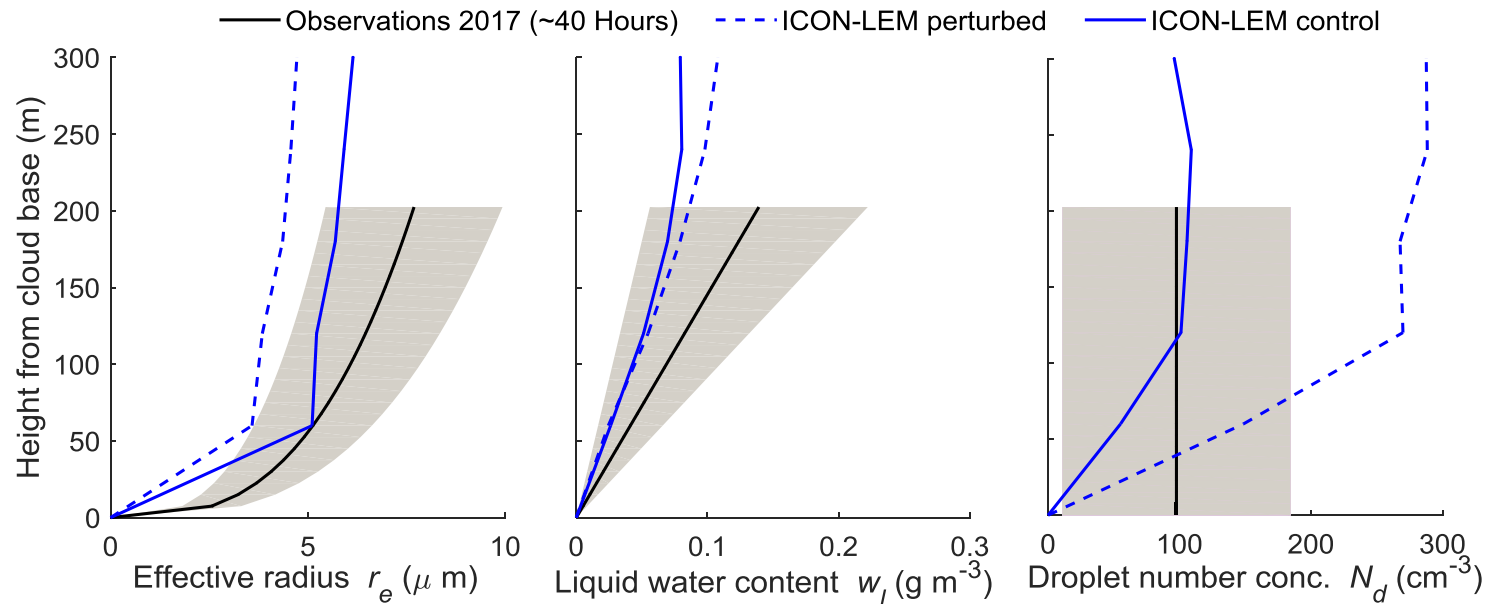 Observations 2017 (~40 Hours) ICON-LEM perturbed ICON-LEM control
Height from cloud base (m)
300
250
200
150
100
50
0
0 5 10
Effective radius r_e (μ m)
0 0.1 0.2 0.3
Liquid water content w_l (g m⁻³)
0 100 200 300
Droplet number conc. N_d (cm⁻³)